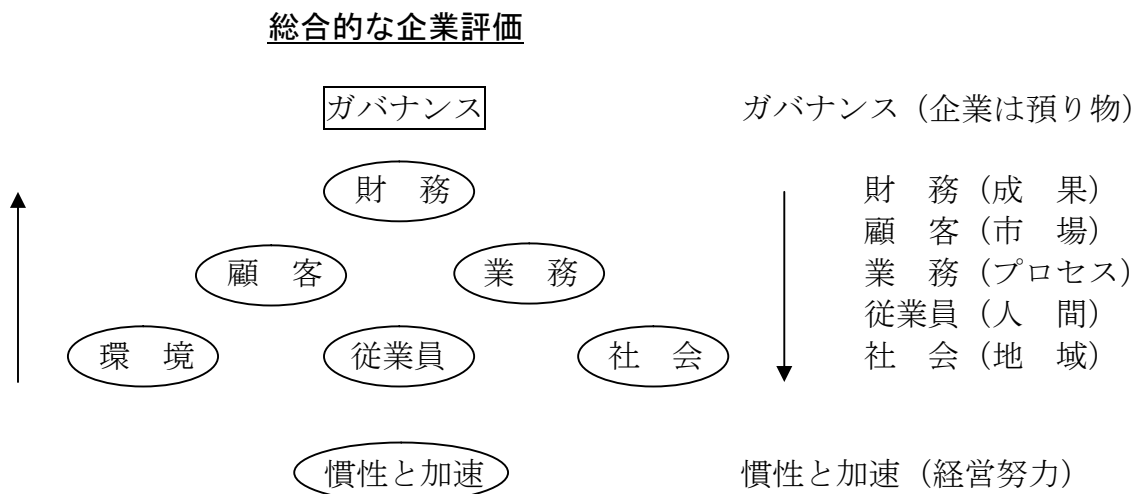 総合的な企業評価
ガバナンス ガバナンス（企業は預り物）
財　務 財　務（成　果）
顧　客（市　場）
顧　客 業　務 業　務（プロセス）
従業員（人　間）
環　境 従業員 社　会 社　会（地　域）
慣性と加速 慣性と加速（経営努力）